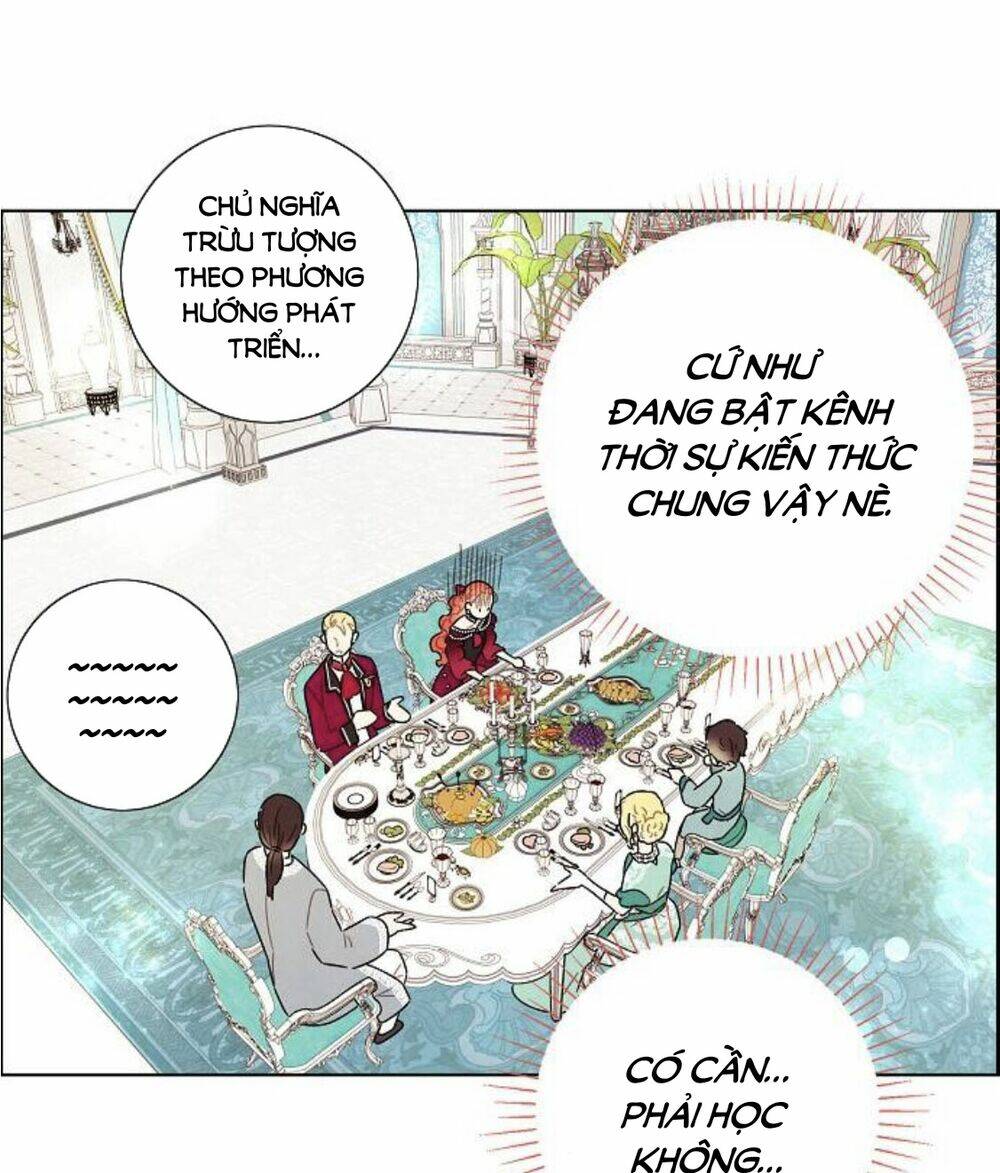 CHỦ NGHĨA
TRỪU TƯỢNG
THEO PHƯƠNG
HƯỚNG PHÁT
TRIỂN...
CỨ NHƯ
ĐANG BẬT KÊNH
THỜI SỰ KIẾN THỨC
CHUNG VẬY NÈ.
~~~~~
~~~~~
~~~~
CÓ CẦN...
PHẢI HỌC
KHÔNG...